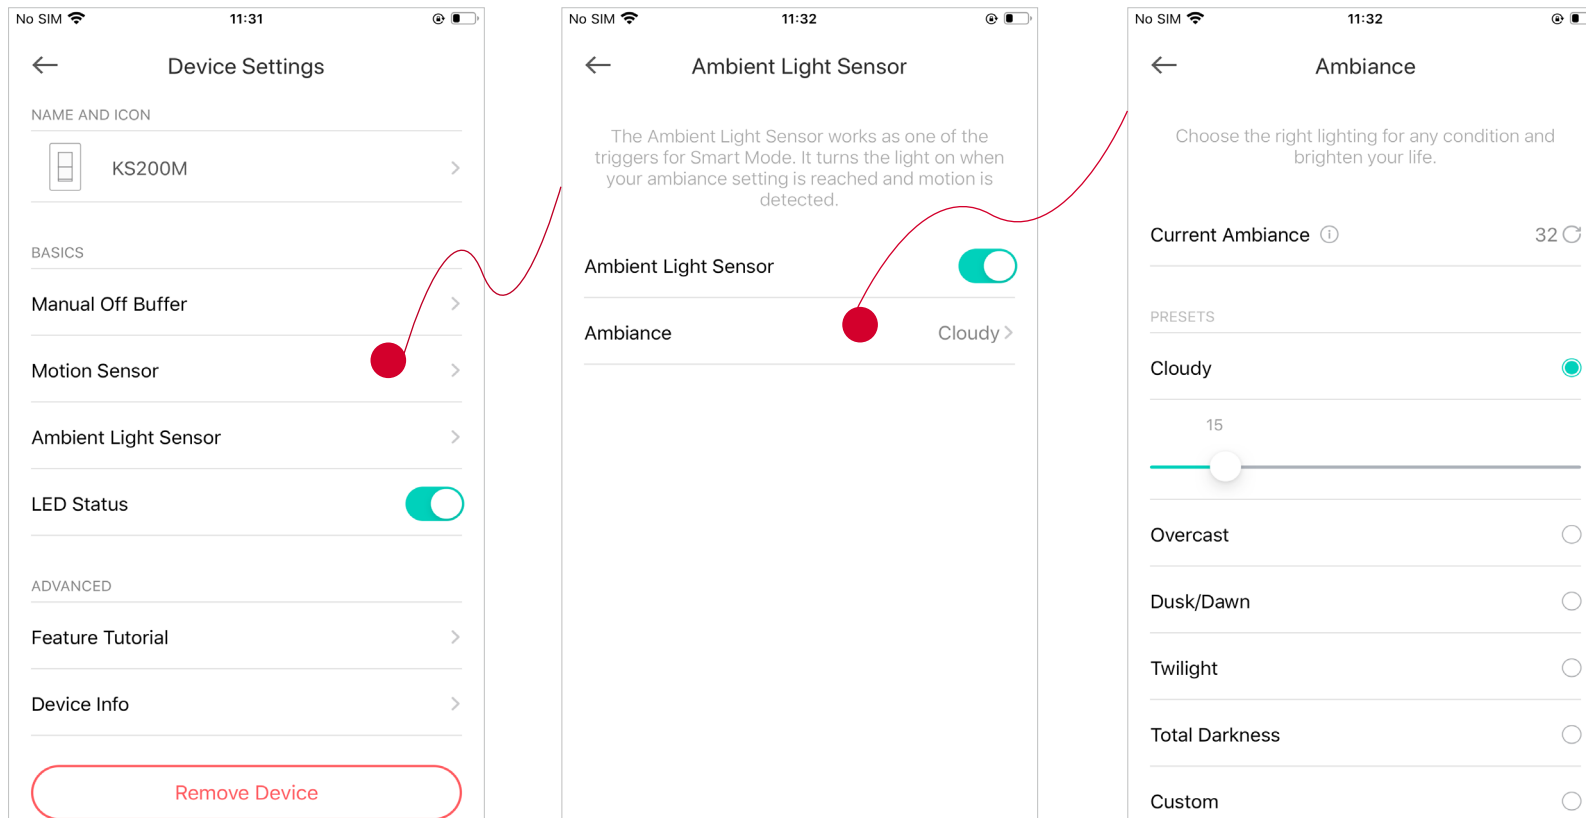 No SIM 11:31
Device Settings
NAME AND ICON
KS200M
BASICS
Manual Off Buffer
Motion Sensor
Ambient Light Sensor
LED Status
ADVANCED
Feature Tutorial
Device Info
Remove Device
No SIM 11:32
Ambient Light Sensor
The Ambient Light Sensor works as one of the
triggers for Smart Mode. It turns the light on when
your ambiance setting is reached and motion is
detected.
Ambient Light Sensor
Ambiance Cloudy
No SIM 11:32
Ambiance
Choose the right lighting for any condition and
brighten your life.
Current Ambiance 32
PRESETS
Cloudy
15
Overcast
Dusk/Dawn
Twilight
Total Darkness
Custom